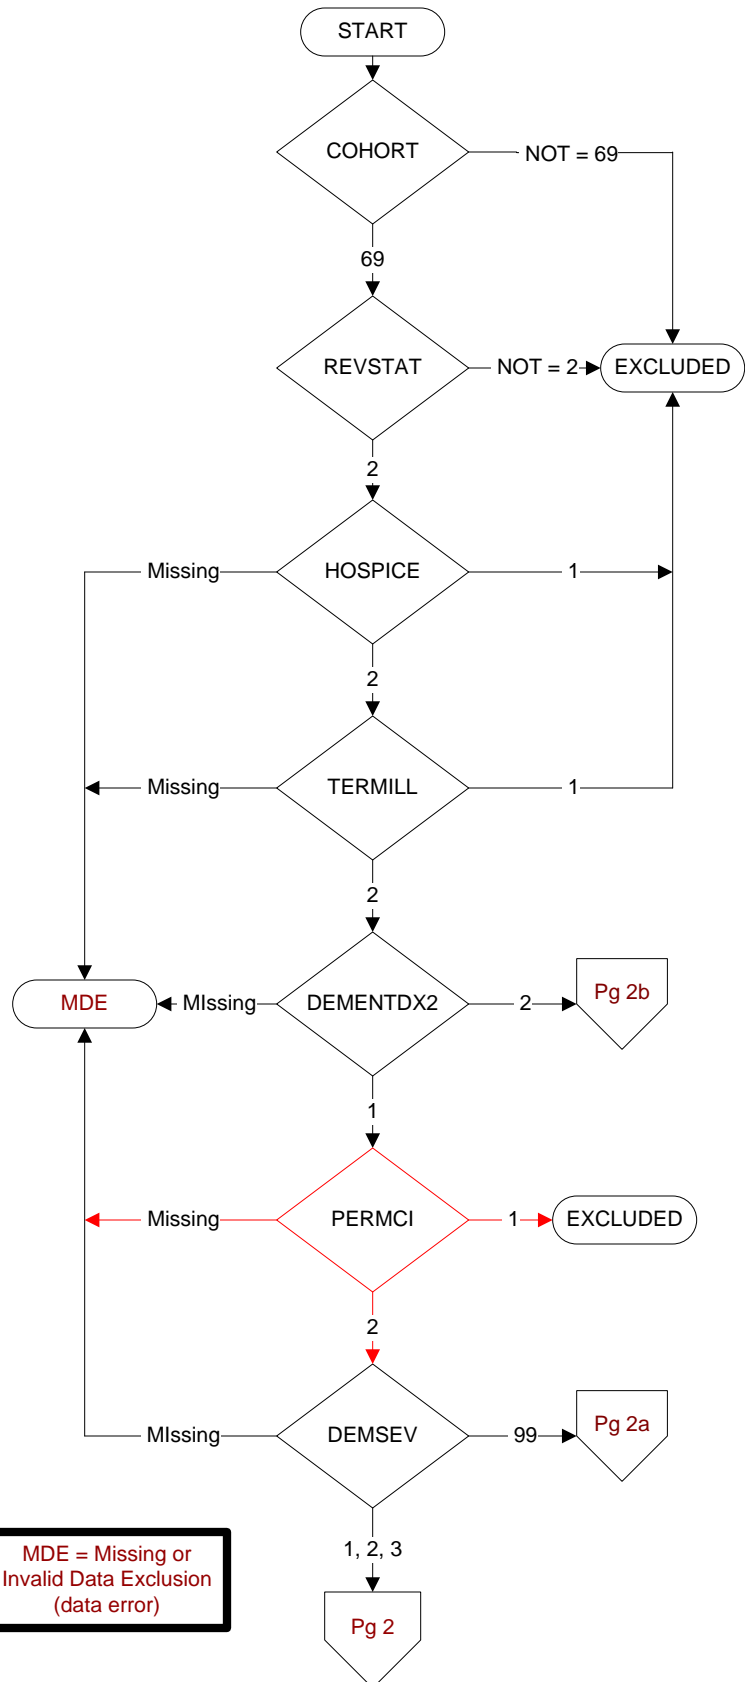 START
COHORT
NOT = 69
69
REVSTAT
NOT = 2
EXCLUDED
2
Missing
HOSPICE
1
2
Missing
TERMILL
1
2
MDE
MIssing
DEMENTDX2
2
Pg 2b
1
Missing
PERMCI
1
EXCLUDED
2
MIssing
DEMSEV
99
Pg 2a
1, 2, 3
MDE = Missing or
Invalid Data Exclusion
(data error)
Pg 2